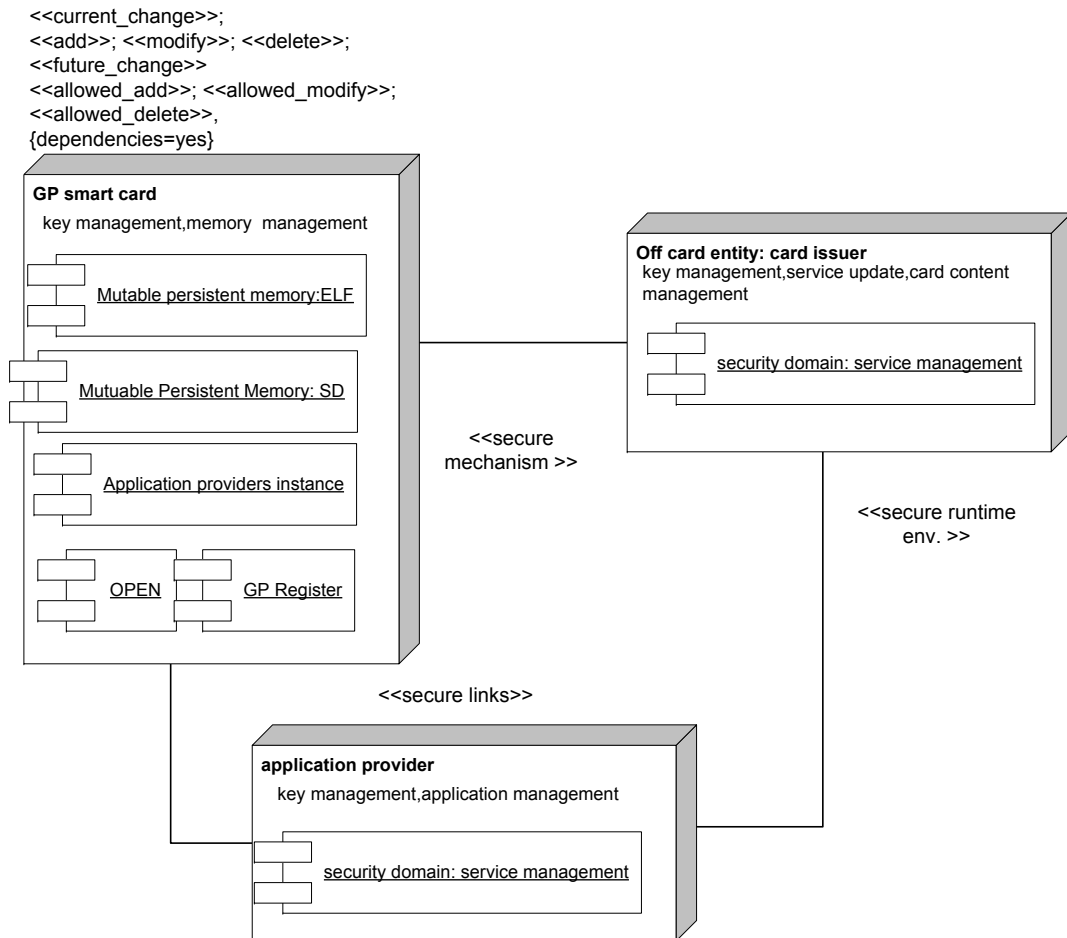 <<current_change>>;
<<add>>; <<modify>>; <<delete>>;
<<future_change>>
<<allowed_add>>; <<allowed_modify>>;
<<allowed_delete>>,
{dependencies=yes}
GP smart card
key management,memory management
Mutable persistent memory:ELF
Mutuable Persistent Memory: SD
Application providers instance
OPEN
GP Register
Off card entity: card issuer
key management,service update,card content
management
security domain: service management
<<secure
mechanism >>
<<secure runtime
env. >>
<<secure links>>
application provider
key management,application management
security domain: service management